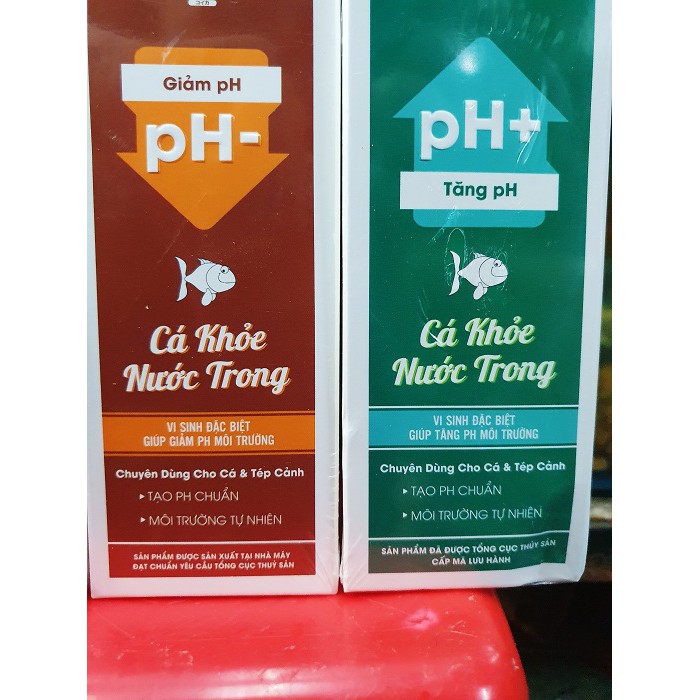 コイカ
Giảm pH
pH-
Cá Khỏe
Nước Trong
VI SINH ĐẶC BIỆT
GIÚP GIẢM PH MÔI TRƯỜNG
Chuyên Dùng Cho Cá & Tép Cảnh
▸TẠO PH CHUẨN
▸MÔI TRƯỜNG TỰ NHIÊN
SẢN PHẨM ĐƯỢC SẢN XUẤT TẠI NHÀ MÁY
ĐẠT CHUẨN YÊU CẦU TỔNG CỤC THUỶ SẢN
pH+
Tăng pH
Cá Khỏe
Nước Trong
VI SINH ĐẶC BIỆT
GIÚP TĂNG PH MÔI TRƯỜNG
Chuyên Dùng Cho Cá & Tép Cảnh
▸TẠO PH CHUẨN
▸MÔI TRƯỜNG TỰ NHIÊN
SẢN PHẨM ĐÃ ĐƯỢC TỔNG CỤC THỦY SẢN
CẤP MÃ LƯU HÀNH